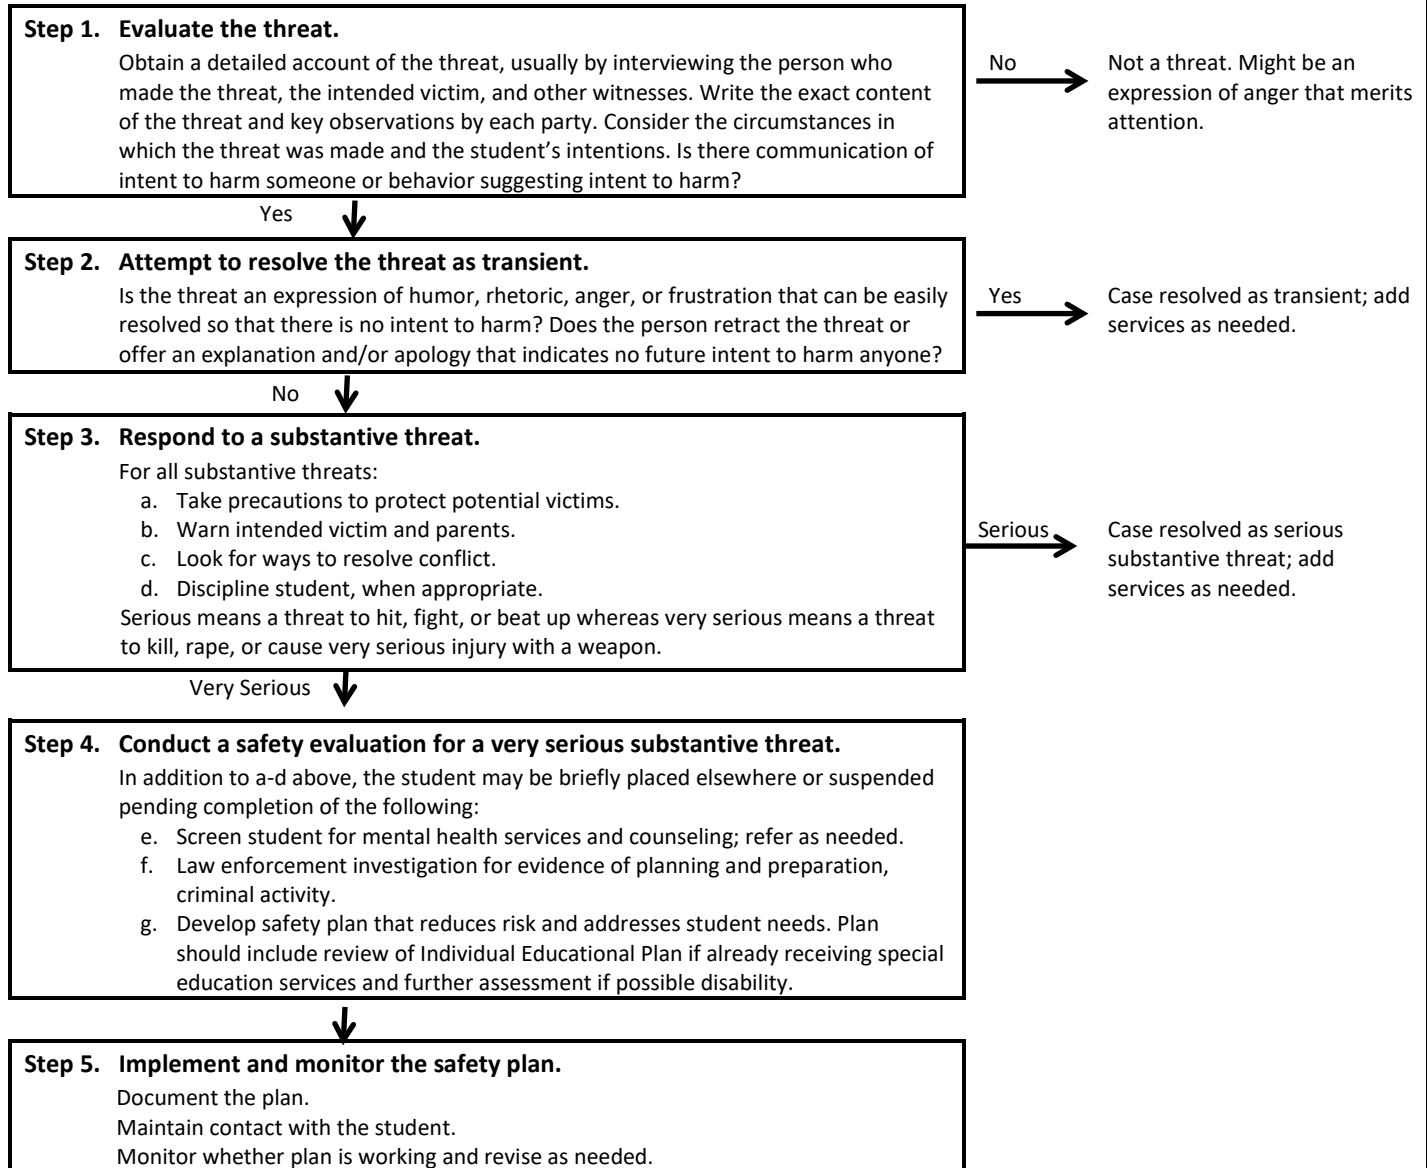 Step 1. Evaluate the threat.
Obtain a detailed account of the threat, usually by interviewing the person who
made the threat, the intended victim, and other witnesses. Write the exact content
of the threat and key observations by each party. Consider the circumstances in
which the threat was made and the student’s intentions. Is there communication of
intent to harm someone or behavior suggesting intent to harm?
No
Not a threat. Might be an
expression of anger that merits
attention.
Yes
Step 2. Attempt to resolve the threat as transient.
Is the threat an expression of humor, rhetoric, anger, or frustration that can be easily
resolved so that there is no intent to harm? Does the person retract the threat or
offer an explanation and/or apology that indicates no future intent to harm anyone?
Yes
Case resolved as transient; add
services as needed.
No
Step 3. Respond to a substantive threat.
For all substantive threats:
a. Take precautions to protect potential victims.
b. Warn intended victim and parents.
c. Look for ways to resolve conflict.
d. Discipline student, when appropriate.
Serious means a threat to hit, fight, or beat up whereas very serious means a threat
to kill, rape, or cause very serious injury with a weapon.
Serious
Case resolved as serious
substantive threat; add
services as needed.
Very Serious
Step 4. Conduct a safety evaluation for a very serious substantive threat.
In addition to a-d above, the student may be briefly placed elsewhere or suspended
pending completion of the following:
e. Screen student for mental health services and counseling; refer as needed.
f. Law enforcement investigation for evidence of planning and preparation,
criminal activity.
g. Develop safety plan that reduces risk and addresses student needs. Plan
should include review of Individual Educational Plan if already receiving special
education services and further assessment if possible disability.
Step 5. Implement and monitor the safety plan.
Document the plan.
Maintain contact with the student.
Monitor whether plan is working and revise as needed.